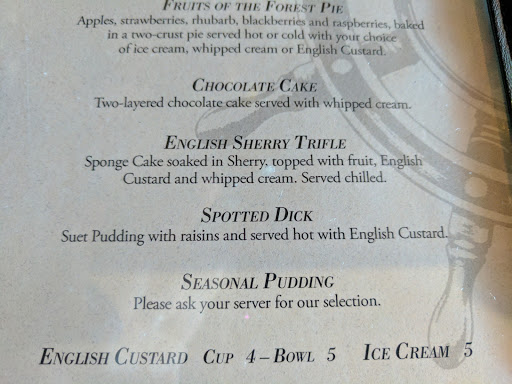 FRUITS OF THE FOREST PIE
Apples, strawberries, rhubarb, blackberries and raspberries, baked
in a two-crust pie served hot or cold with your choice
of ice cream, whipped cream or English Custard.
CHOCOLATE CAKE
Two-layered chocolate cake served with whipped cream.
ENGLISH SHERRY TRIFLE
Sponge Cake soaked in Sherry, topped with fruit, English
Custard and whipped cream. Served chilled.
SPOTTED DICK
Suet Pudding with raisins and served hot with English Custard.
SEASONAL PUDDING
Please ask your server for our selection.
ENGLISH CUSTARD CUP 4 – BOWL 5 ICE CREAM 5